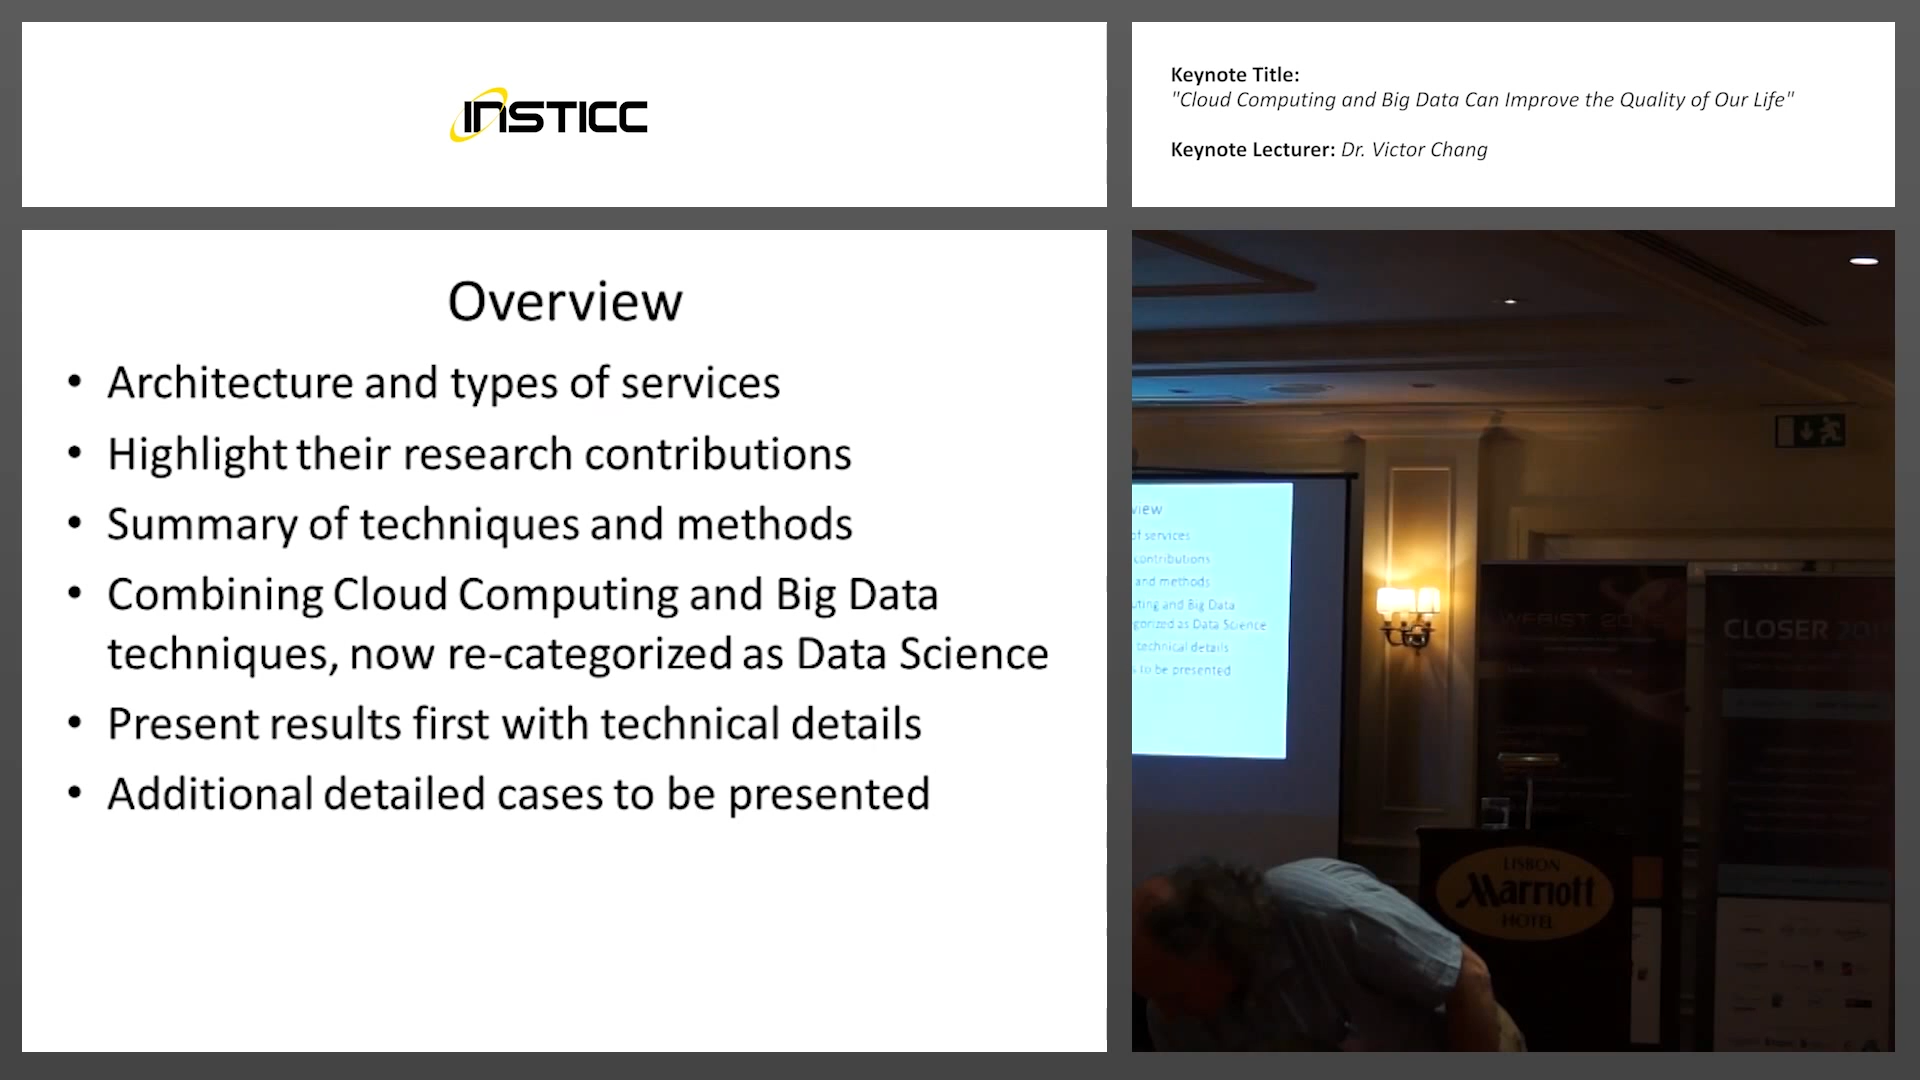 INSTICC
Keynote Title:
"Cloud Computing and Big Data Can Improve the Quality of Our Life"
Keynote Lecturer: Dr. Victor Chang
Overview
• Architecture and types of services
• Highlight their research contributions
• Summary of techniques and methods
• Combining Cloud Computing and Big Data
techniques, now re-categorized as Data Science
• Present results first with technical details
• Additional detailed cases to be presented
view
of services
contributions
and methods
uting and Big Data
gorized as Data Science
technical details
to be presented
WEBIST 20
CLOSER 201
LISBON
Marriott
HOTEL